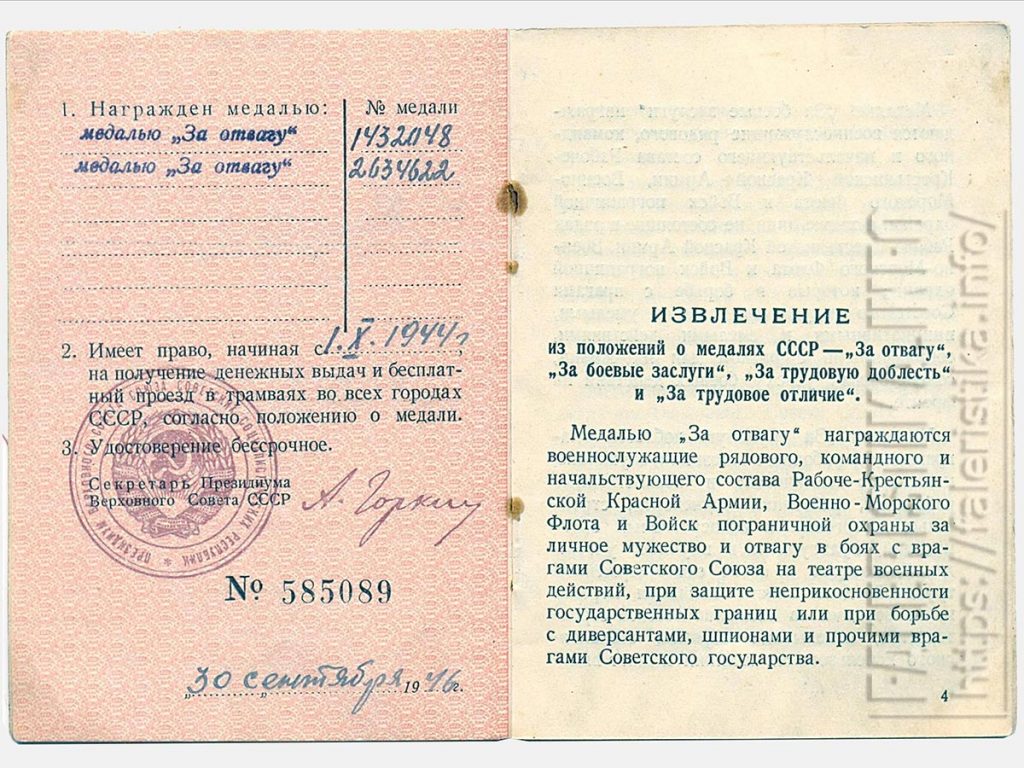 1. Награжден медалью:
№ медали
медалью „За отвагу“
1432048
медалью „За отвагу“
2634622
2. Имеет право, начиная с 1.X.1944г,
на получение денежных выдач и бесплат-
ный проезд в трамваях во всех городах
СССР, согласно положению о медали.
3. Удостоверение бессрочное.
Секретарь Президиума
Верховного Совета СССР
А. Горкин
№ 585089
„30 сентября 1946г.
ИЗВЛЕЧЕНИЕ
из положений о медалях СССР—„За отвагу“,
„За боевые заслуги“, „За трудовую доблесть“
и „За трудовое отличие“.
Медалью „За отвагу“ награждаются
военнослужащие рядового, командного и
начальствующего состава Рабоче-Крестьян-
ской Красной Армии, Военно-Морского
Флота и Войск пограничной охраны за
личное мужество и отвагу в боях с вра-
гами Советского Союза на театре военных
действий, при защите неприкосновенности
государственных границ или при борьбе
с диверсантами, шпионами и прочими вра-
гами Советского государства.
4
https://faleristika.info/